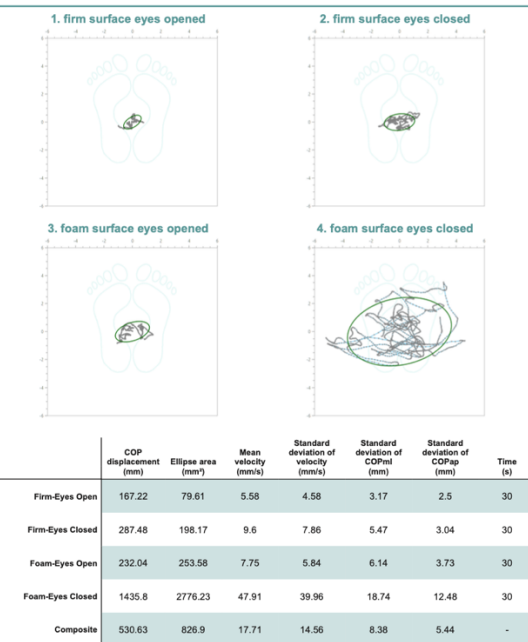 1. firm surface eyes opened
2. firm surface eyes closed
3. foam surface eyes opened
4. foam surface eyes closed
COP displacement (mm) Ellipse area (mm²) Mean velocity (mm/s) Standard deviation of velocity (mm/s) Standard deviation of COPml (mm) Standard deviation of COPap (mm) Time (s)
Firm-Eyes Open 167.22 79.61 5.58 4.58 3.17 2.5 30
Firm-Eyes Closed 287.48 198.17 9.6 7.86 5.47 3.04 30
Foam-Eyes Open 232.04 253.58 7.75 5.84 6.14 3.73 30
Foam-Eyes Closed 1435.8 2776.23 47.91 39.96 18.74 12.48 30
Composite 530.63 826.9 17.71 14.56 8.38 5.44 -